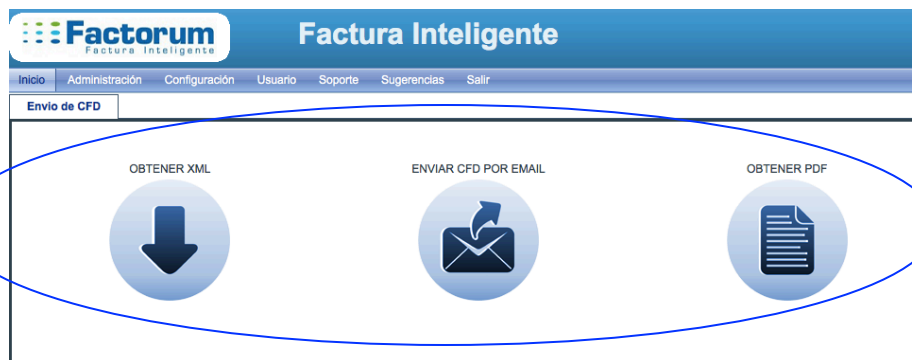 Factorum
Factura Inteligente
Factura Inteligente
Inicio Administración Configuración Usuario Soporte Sugerencias Salir
Envio de CFD
OBTENER XML ENVIAR CFD POR EMAIL OBTENER PDF